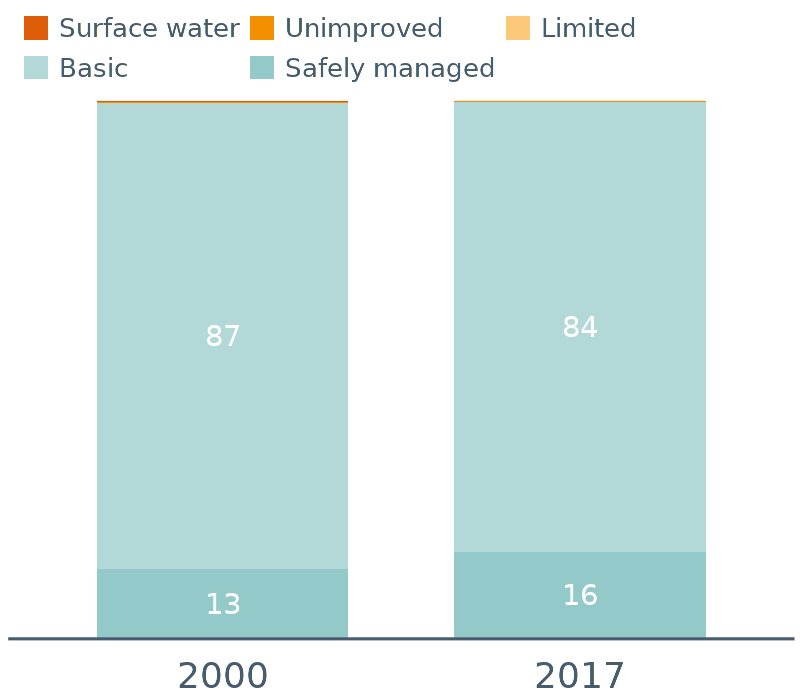 Surface water Unimproved Limited
Basic Safely managed
87 84
13 16
2000 2017